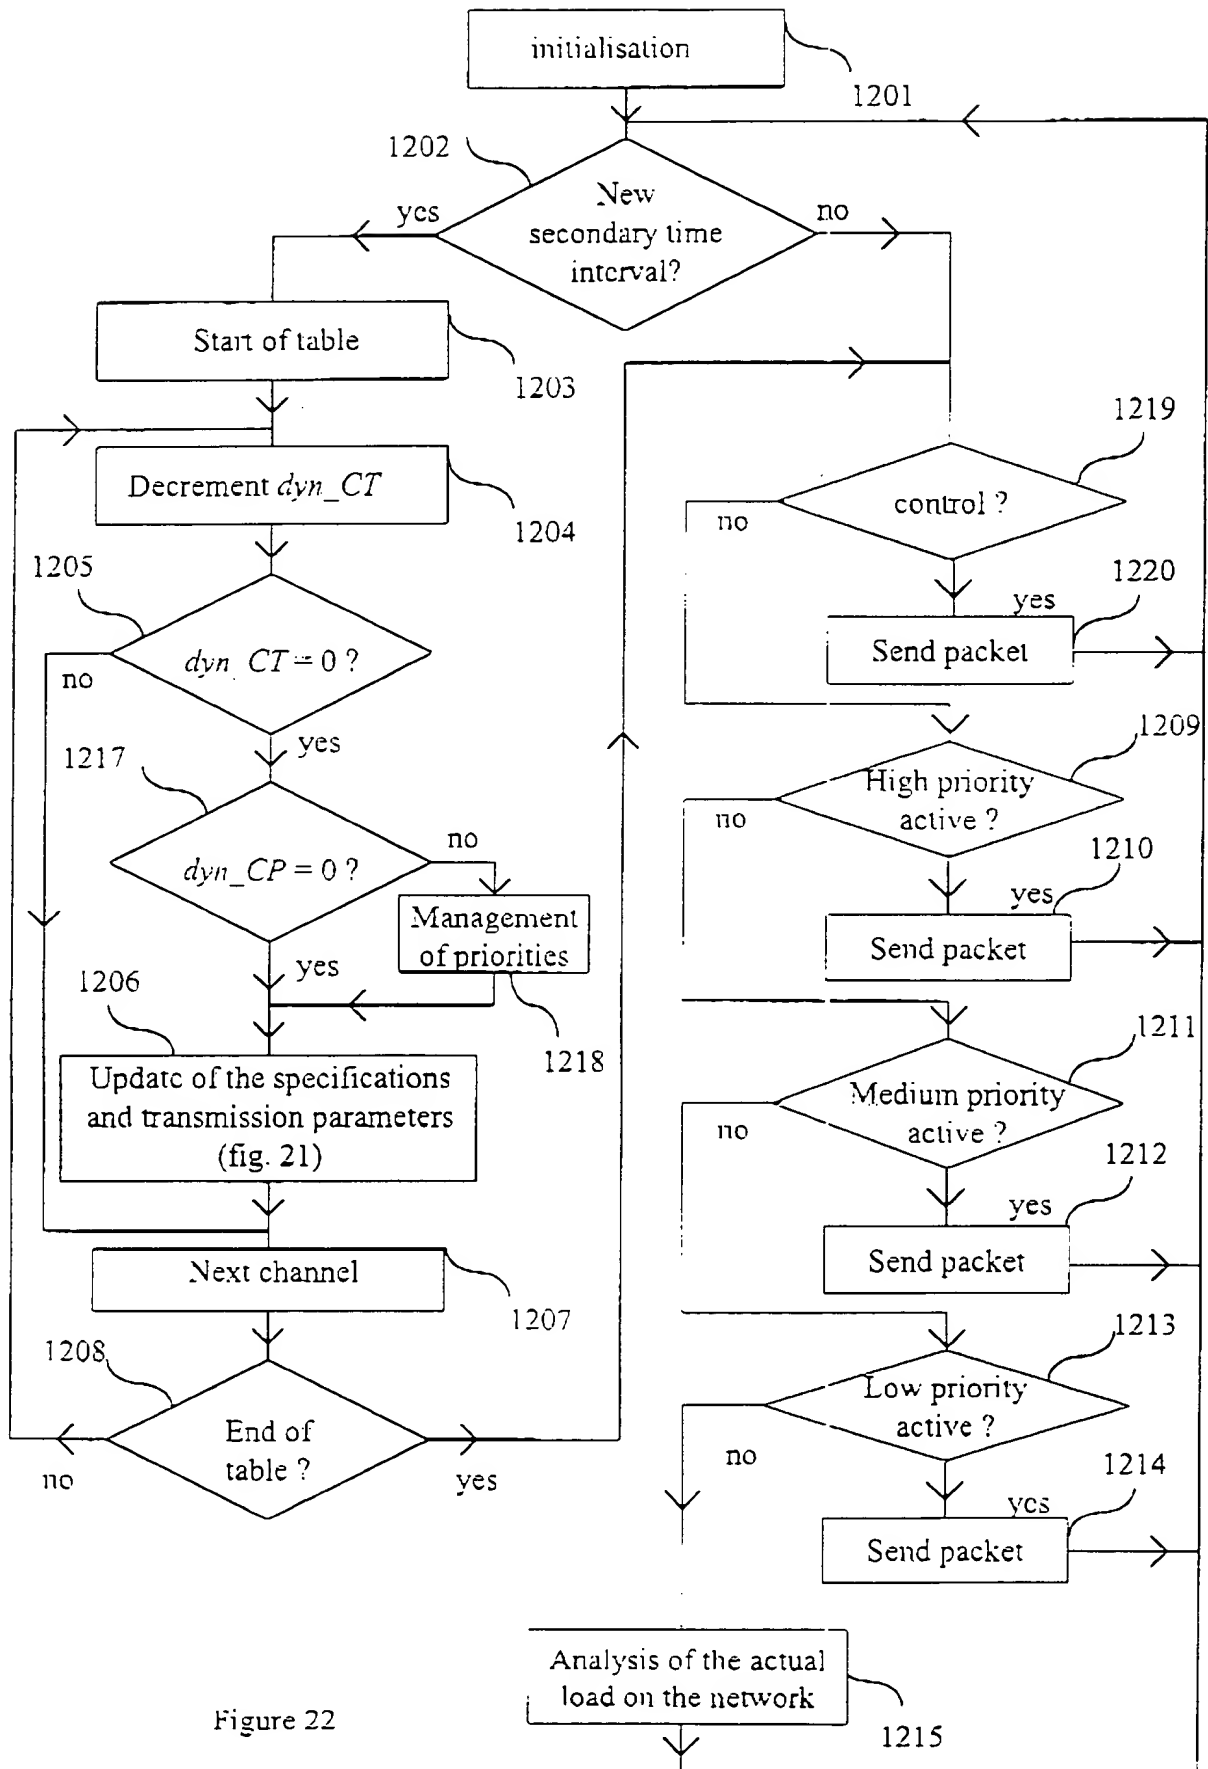 initialisation
1201
1202
New
secondary time
interval?
yes
no
Start of table
1203
Decrement dyn_CT
1204
1205
dyn_CT = 0 ?
no
yes
1217
dyn_CP = 0 ?
no
Management
of priorities
yes
1206
1218
Update of the specifications
and transmission parameters
(fig. 21)
Next channel
1207
1208
End of
table ?
no
yes
1219
control ?
no
1220
yes
Send packet
1209
High priority
active ?
no
1210
yes
Send packet
1211
Medium priority
active ?
no
1212
yes
Send packet
1213
Low priority
active ?
no
1214
yes
Send packet
Analysis of the actual
load on the network
1215
Figure 22